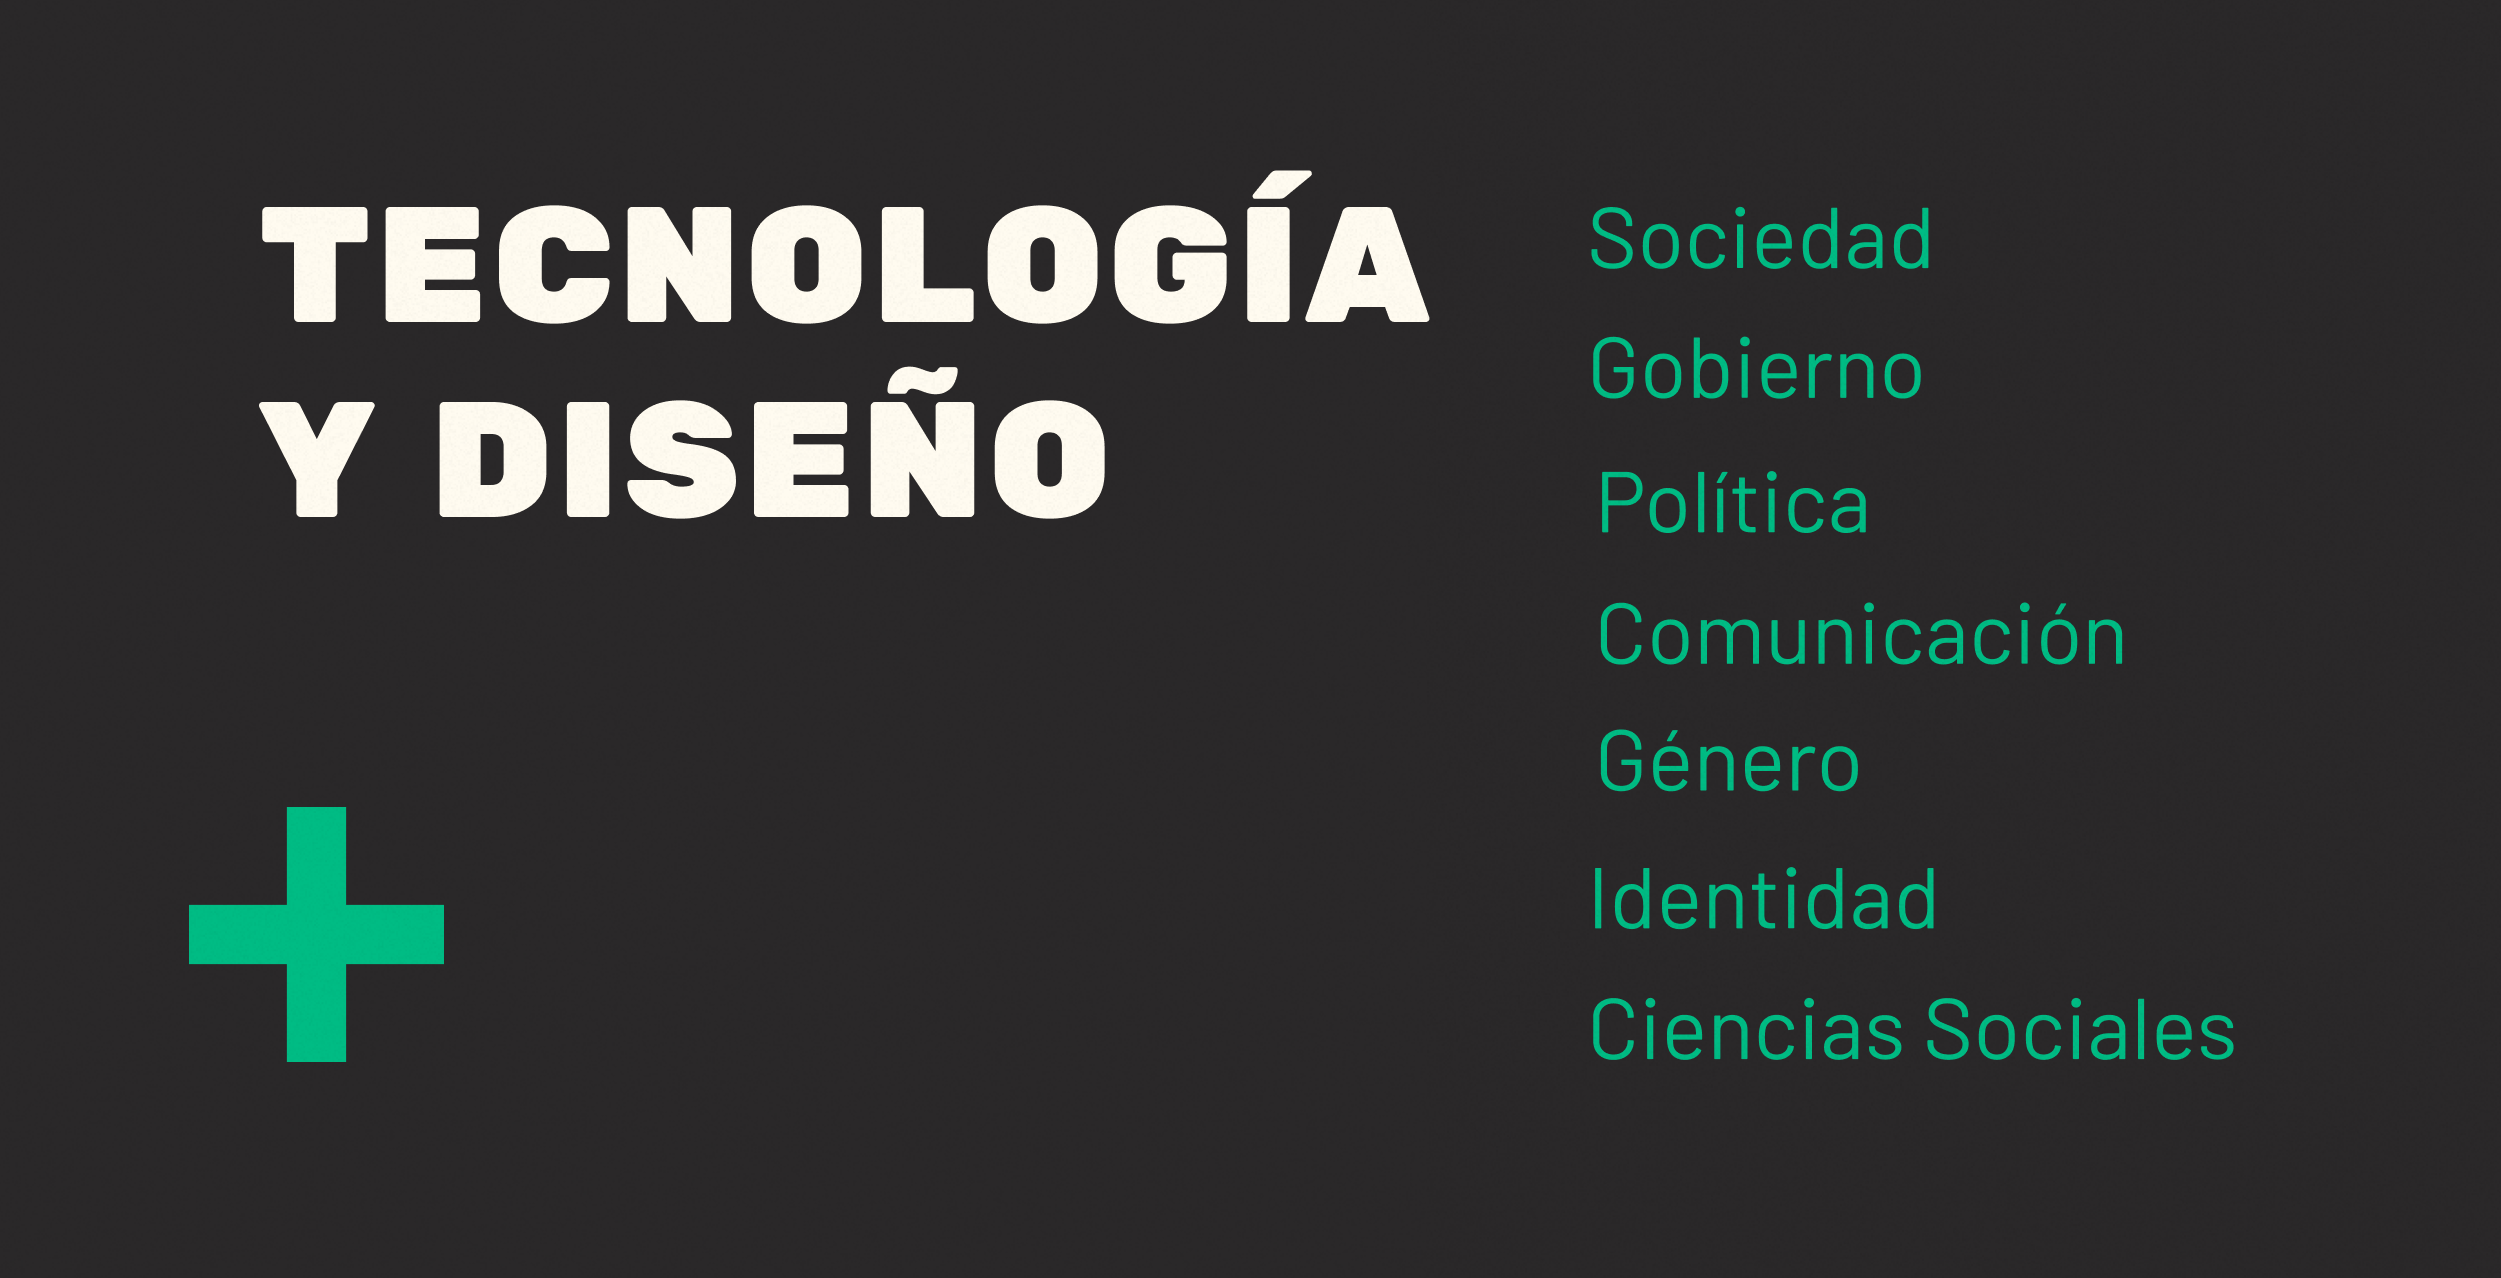 TECNOLOGÍA
Y DISEÑO
Sociedad
Gobierno
Política
Comunicación
Género
Identidad
Ciencias Sociales